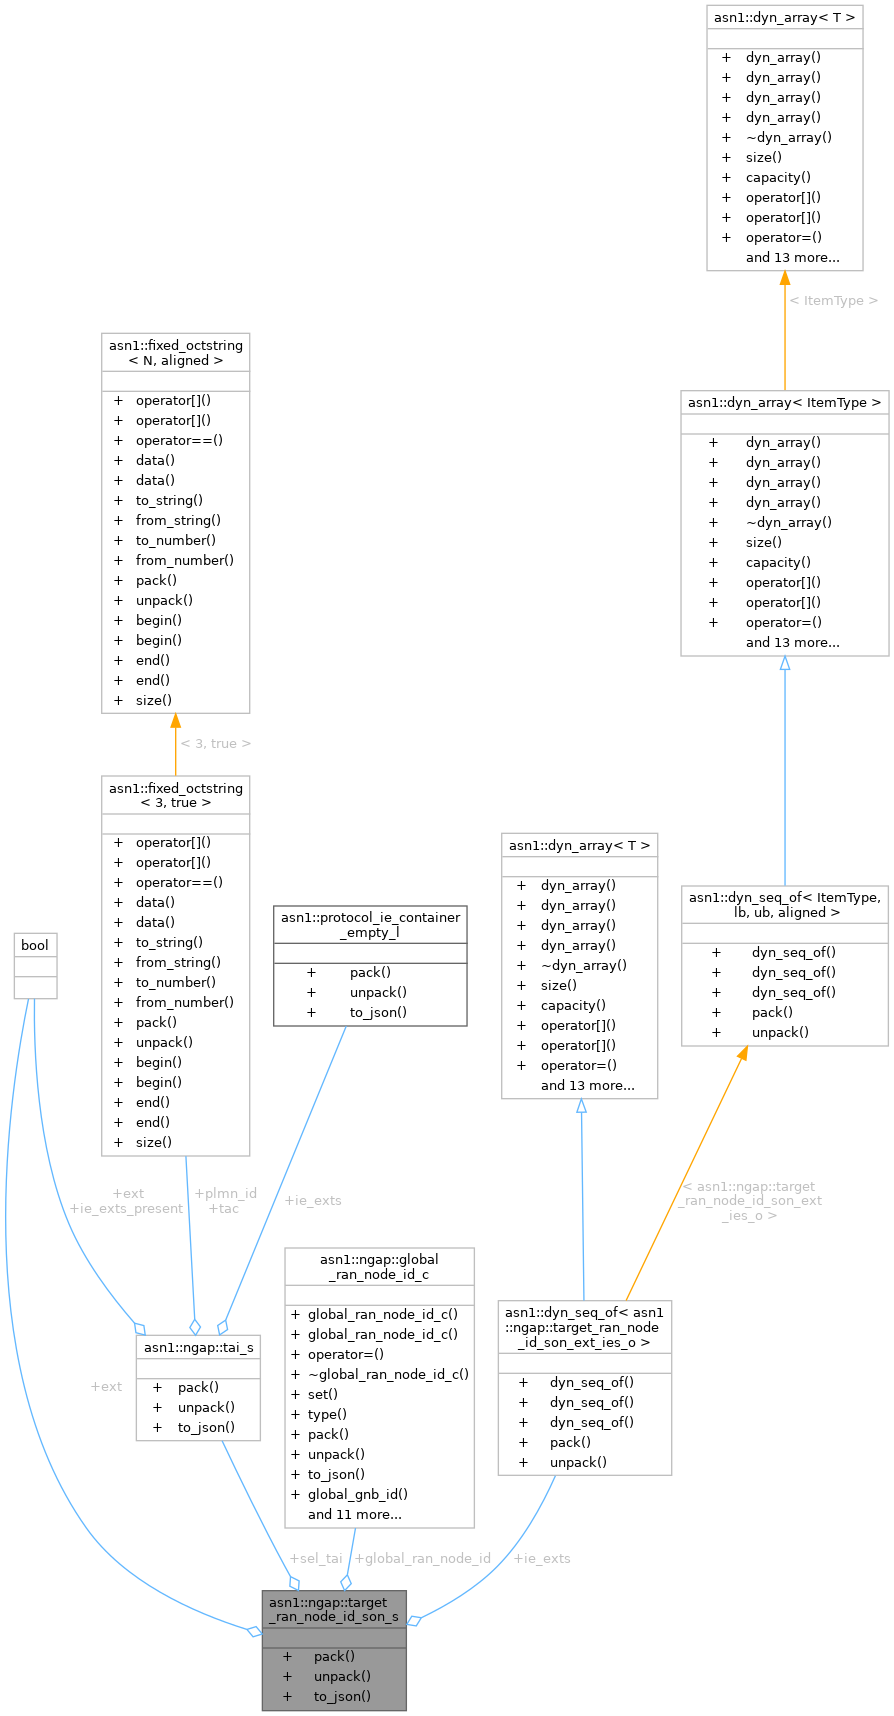 asn1::dyn_array< T >
+ dyn_array()
+ dyn_array()
+ dyn_array()
+ dyn_array()
+ ~dyn_array()
+ size()
+ capacity()
+ operator[]()
+ operator[]()
+ operator=()
and 13 more...
< ItemType >
asn1::fixed_octstring
< N, aligned >
+ operator[]()
+ operator[]()
+ operator==()
+ data()
+ data()
+ to_string()
+ from_string()
+ to_number()
+ from_number()
+ pack()
+ unpack()
+ begin()
+ begin()
+ end()
+ end()
+ size()
asn1::dyn_array< ItemType >
+ dyn_array()
+ dyn_array()
+ dyn_array()
+ dyn_array()
+ ~dyn_array()
+ size()
+ capacity()
+ operator[]()
+ operator[]()
+ operator=()
and 13 more...
< 3, true >
asn1::fixed_octstring
< 3, true >
+ operator[]()
+ operator[]()
+ operator==()
+ data()
+ data()
+ to_string()
+ from_string()
+ to_number()
+ from_number()
+ pack()
+ unpack()
+ begin()
+ begin()
+ end()
+ end()
+ size()
asn1::dyn_array< T >
+ dyn_array()
+ dyn_array()
+ dyn_array()
+ dyn_array()
+ ~dyn_array()
+ size()
+ capacity()
+ operator[]()
+ operator[]()
+ operator=()
and 13 more...
asn1::dyn_seq_of< ItemType,
lb, ub, aligned >
+ dyn_seq_of()
+ dyn_seq_of()
+ dyn_seq_of()
+ pack()
+ unpack()
asn1::protocol_ie_container
_empty_l
+ pack()
+ unpack()
+ to_json()
bool
+ext
+ie_exts_present
+plmn_id
+tac
+ie_exts
< asn1::ngap::target
_ran_node_id_son_ext
_ies_o >
asn1::ngap::global
_ran_node_id_c
+ global_ran_node_id_c()
+ global_ran_node_id_c()
+ operator=()
+ ~global_ran_node_id_c()
+ set()
+ type()
+ pack()
+ unpack()
+ to_json()
+ global_gnb_id()
and 11 more...
asn1::dyn_seq_of< asn1
::ngap::target_ran_node
_id_son_ext_ies_o >
+ dyn_seq_of()
+ dyn_seq_of()
+ dyn_seq_of()
+ pack()
+ unpack()
asn1::ngap::tai_s
+ pack()
+ unpack()
+ to_json()
+ext
+sel_tai
+global_ran_node_id
+ie_exts
asn1::ngap::target
_ran_node_id_son_s
+ pack()
+ unpack()
+ to_json()